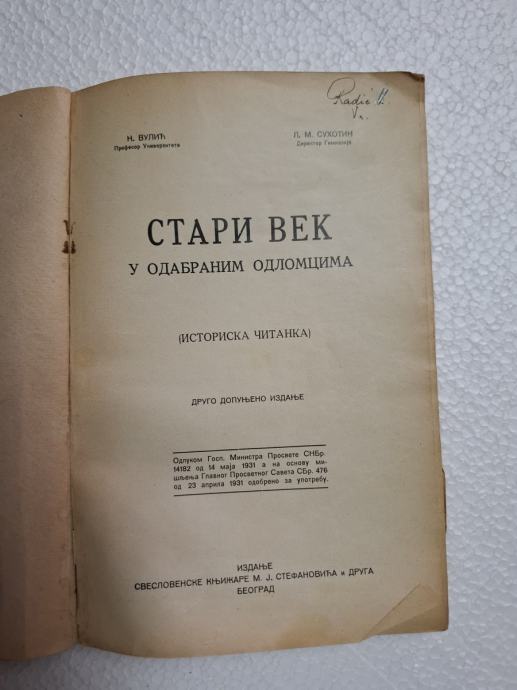 Radić
Н. ВУЛИЋ
Професор Универзитета
Л. М. СУХОТИН
Директор Гимназије
СТАРИ ВЕК
У ОДАБРАНИМ ОДЛОМЦИМА
(ИСТОРИСКА ЧИТАНКА)
ДРУГО ДОПУЊЕНО ИЗДАЊЕ
Одлуком Госп. Министра Просвете СНБр.
14182 од 14 маја 1931 а на основу ми-
шљења Главног Просветног Савета СБр. 476
од 23 априла 1931 одобрено за употребу.
ИЗДАЊЕ
СВЕСЛОВЕНСКЕ КЊИЖАРЕ М. Ј. СТЕФАНОВИЋА и ДРУГА
БЕОГРАД